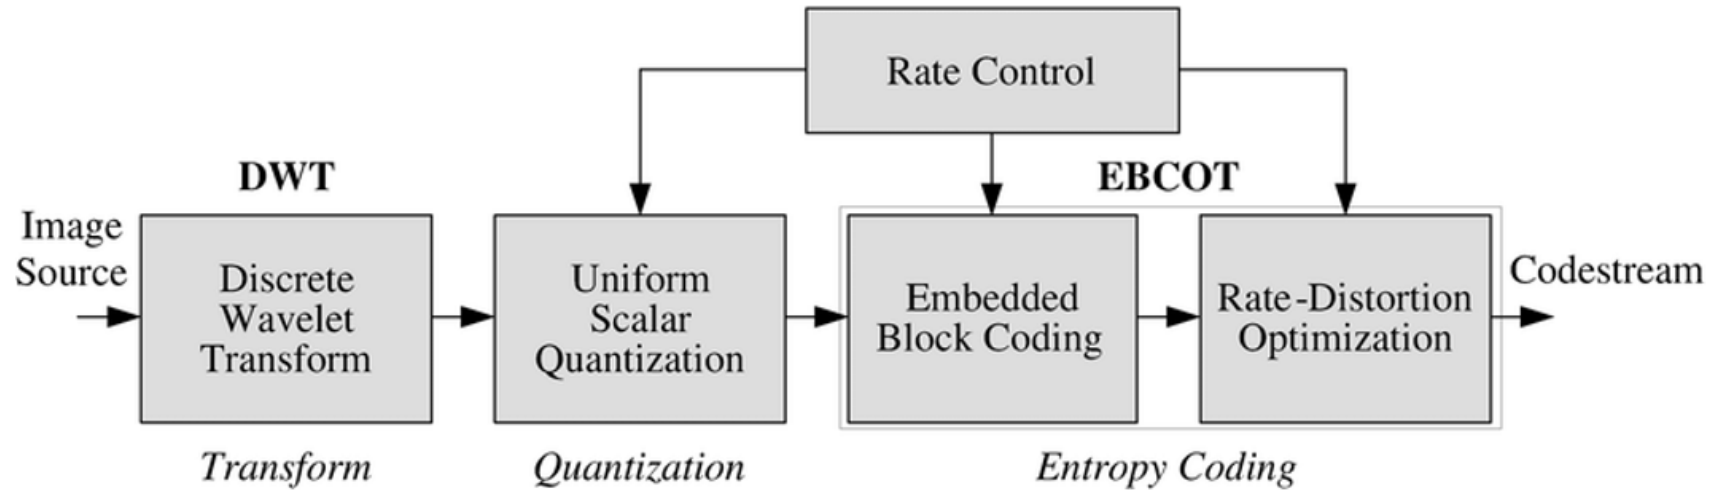 Rate Control
DWT
EBCOT
Image
Source
Discrete
Wavelet
Transform
Uniform
Scalar
Quantization
Embedded
Block Coding
Rate-Distortion
Optimization
Codestream
Transform
Quantization
Entropy Coding